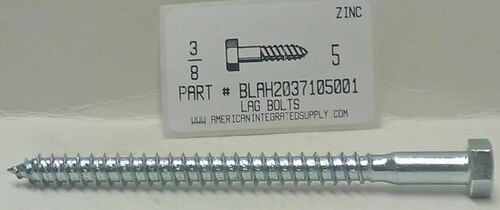 ZINC
3/8 5
PART # BLAH2037105001
LAG BOLTS
WWW.AMERICANINTEGRATEDSUPPLY.COM/